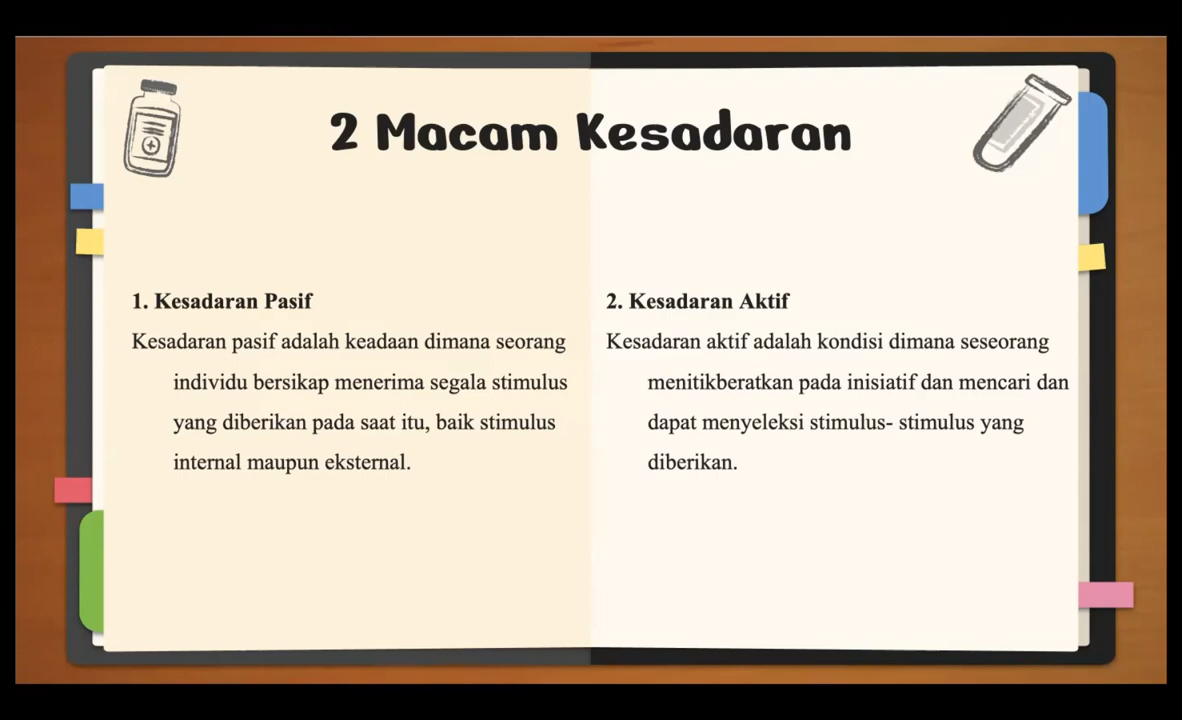 2 Macam Kesadaran
1. Kesadaran Pasif
Kesadaran pasif adalah keadaan dimana seorang
individu bersikap menerima segala stimulus
yang diberikan pada saat itu, baik stimulus
internal maupun eksternal.
2. Kesadaran Aktif
Kesadaran aktif adalah kondisi dimana seseorang
menitikberatkan pada inisiatif dan mencari dan
dapat menyeleksi stimulus- stimulus yang
diberikan.